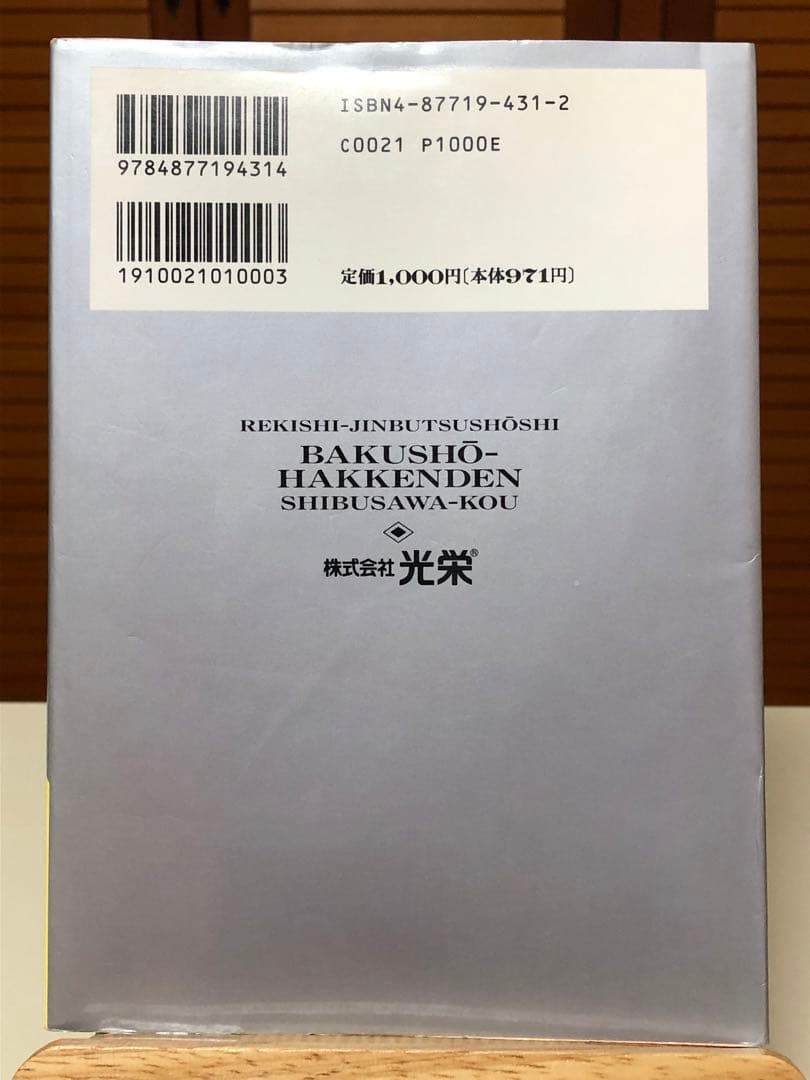 ISBN4-87719-431-2
C0021 P1000E
9784877194314
1910021010003
定価1,000円〔本体971円〕
REKISHI-JINBUTSUSHŌSHI
BAKUSHŌ-
HAKKENDEN
SHIBUSAWA-KOU
株式会社 光栄®